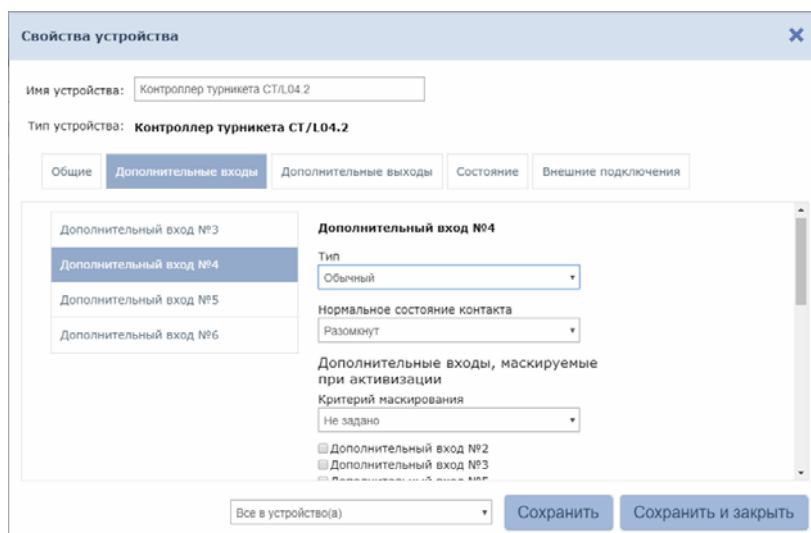 Свойства устройства
Имя устройства: Контроллер турникета CT/L04.2
Тип устройства: Контроллер турникета CT/L04.2
Общие Дополнительные входы Дополнительные выходы Состояние Внешние подключения
Дополнительный вход №3
Дополнительный вход №4
Дополнительный вход №5
Дополнительный вход №6
Дополнительный вход №4
Тип
Обычный
Нормальное состояние контакта
Разомкнут
Дополнительные входы, маскируемые
при активизации
Критерий маскирования
Не задано
Дополнительный вход №2
Дополнительный вход №3
Дополнительный вход №5
Все в устройство(а) Сохранить Сохранить и закрыть